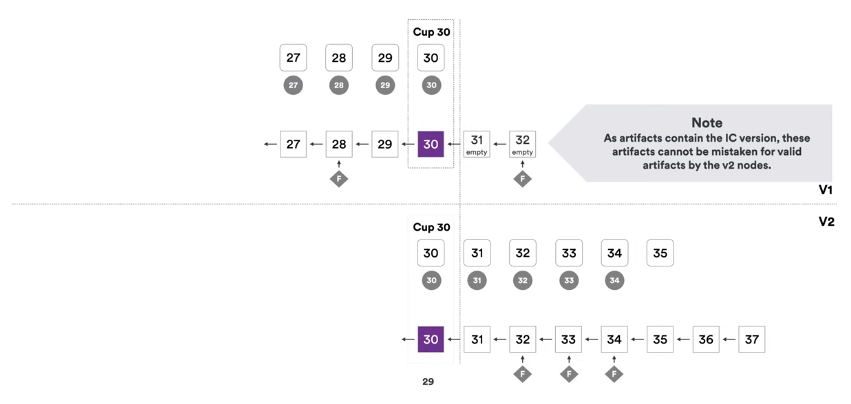 Cup 30
27 28 29 30
27 28 29 30
Note
As artifacts contain the IC version, these
artifacts cannot be mistaken for valid
artifacts by the v2 nodes.
27 28 29 30 31 32
empty empty
F F
V1
V2
Cup 30
30 31 32 33 34 35
30 31 32 33 34
30 31 32 33 34 35 36 37
F F F
29